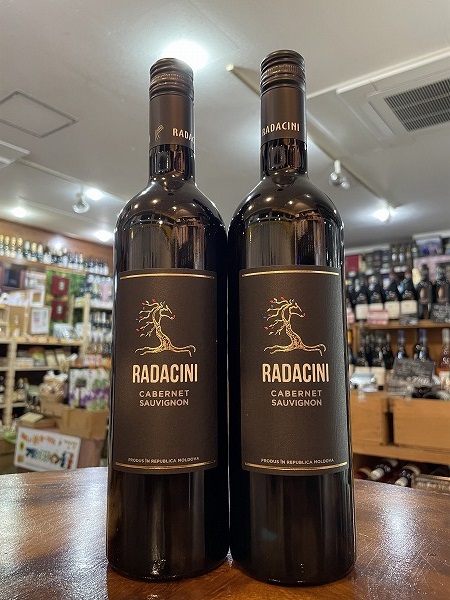 RADACINI
RADACINI
RADACINI
CABERNET
SAUVIGNON
PRODUS ÎN REPUBLICA MOLDOVA
RADACINI
CABERNET
SAUVIGNON
PRODUS ÎN REPUBLICA MOLDOVA